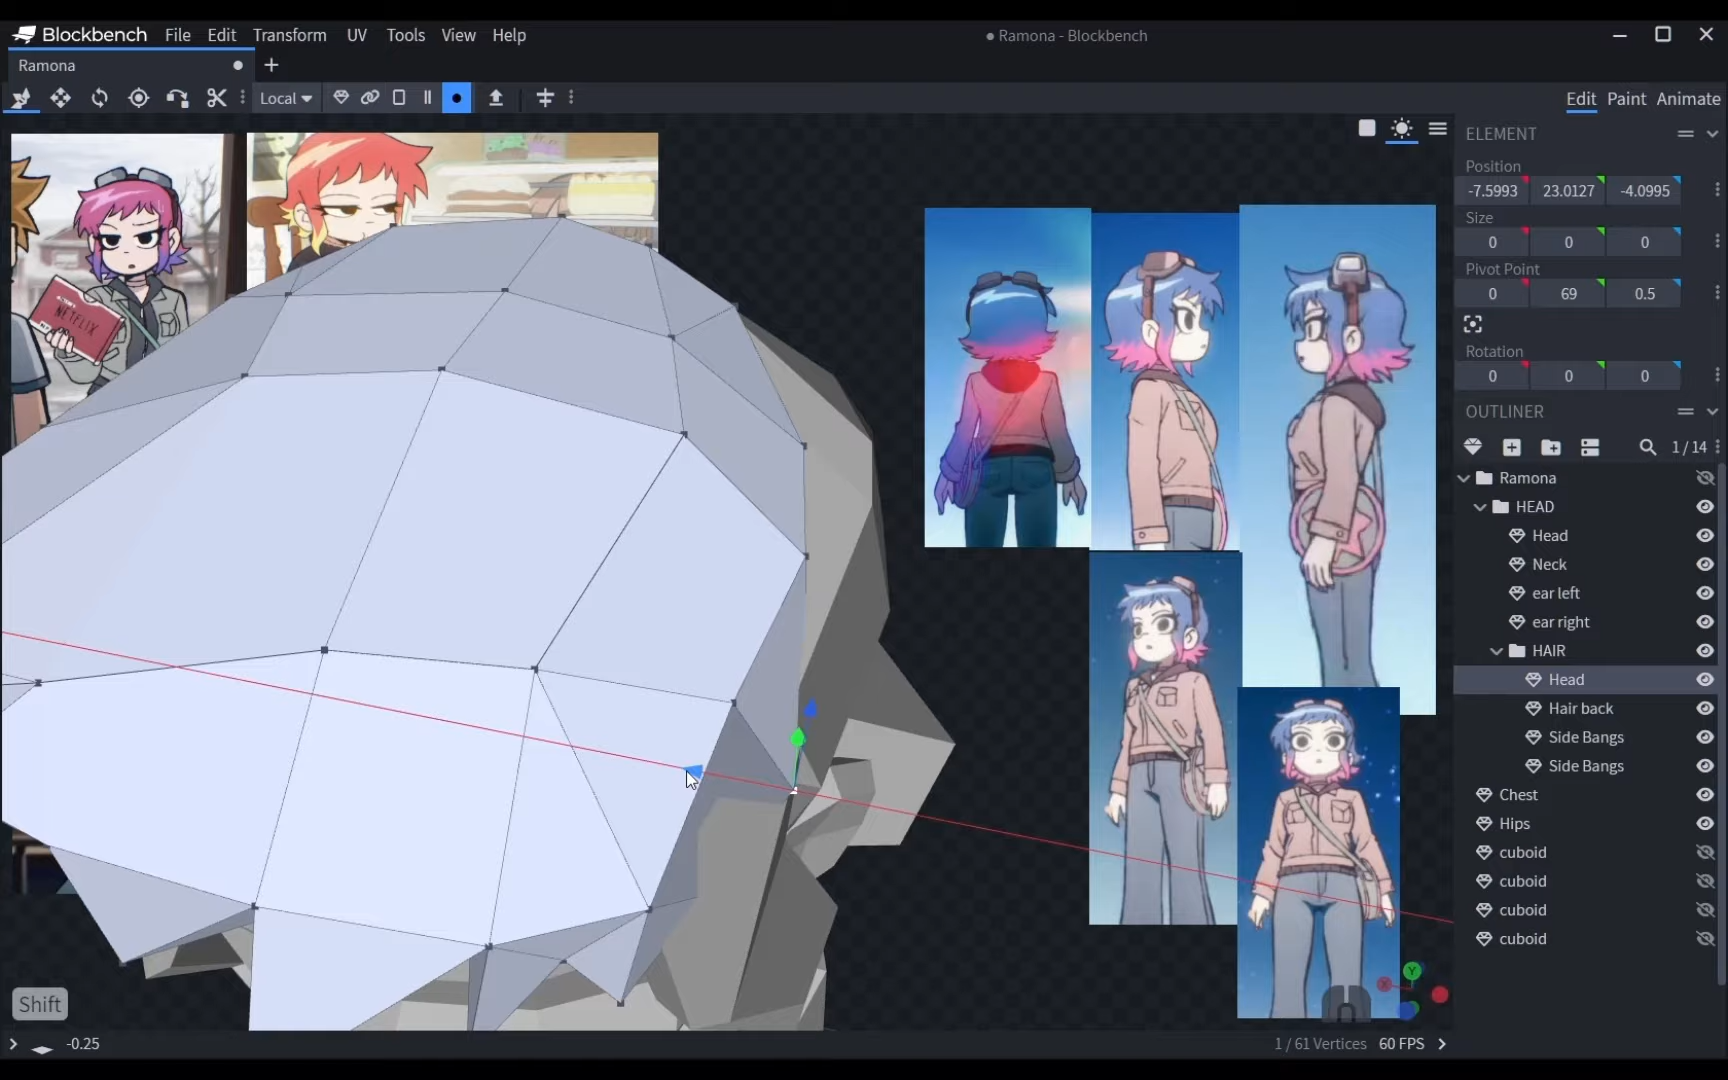 Blockbench File Edit Transform UV Tools View Help
Ramona - Blockbench
Ramona
Local
Edit Paint Animate
NETFLIX
ELEMENT
Position
-7.5993 23.0127 -4.0995
Size
0 0 0
Pivot Point
0 69 0.5
Rotation
0 0 0
OUTLINER
1 / 14
Ramona
HEAD
Head
Neck
ear left
ear right
HAIR
Head
Hair back
Side Bangs
Side Bangs
Chest
Hips
cuboid
cuboid
cuboid
cuboid
Y
X
Shift
-0.25
1 / 61 Vertices 60 FPS